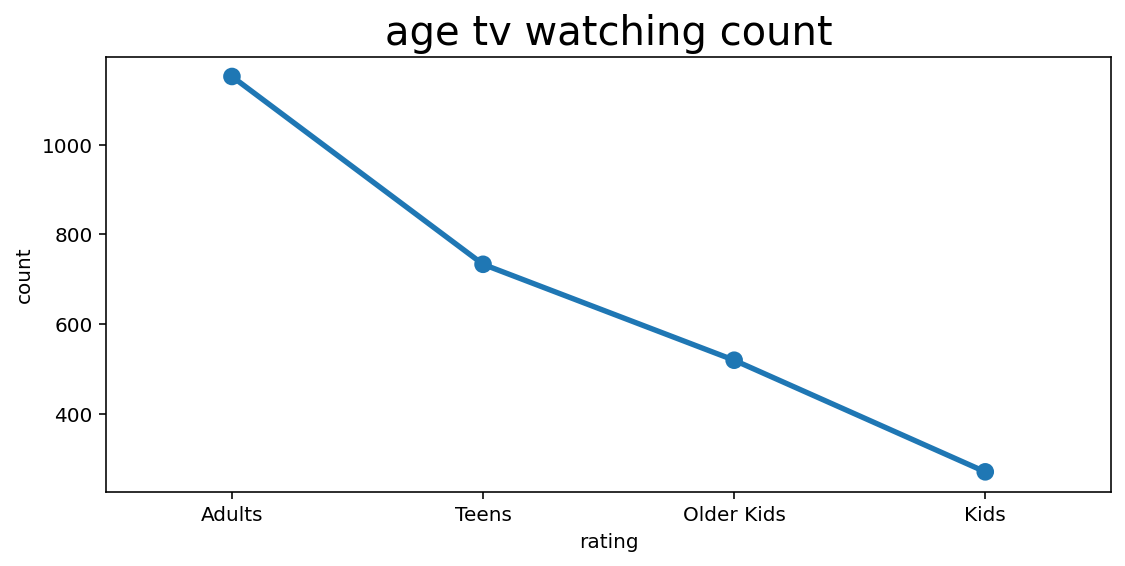 age tv watching count
count
1000
800
600
400
Adults Teens Older Kids Kids
rating